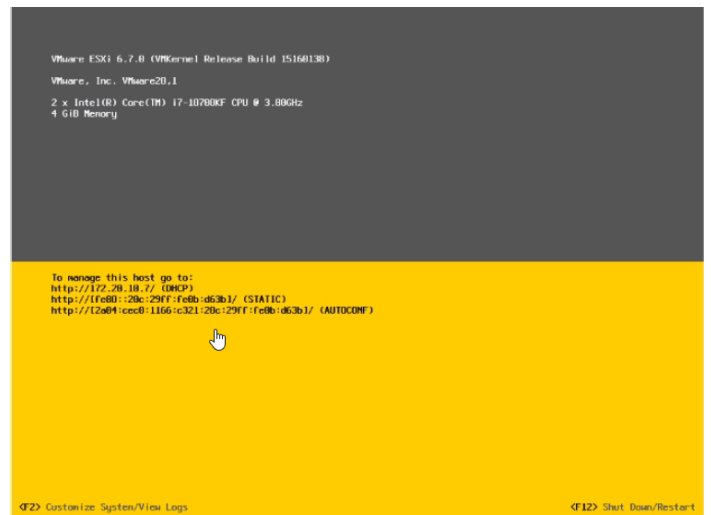 VMware ESXi 6.7.0 (VMKernel Release Build 15160138)
VMware, Inc. VMware20,1
2 x Intel(R) Core(TM) i7-10700KF CPU @ 3.80GHz
4 GiB Memory
To manage this host go to:
http://172.20.10.7/ (DHCP)
http://[fe80::20c:29ff:fe0b:d63b]/ (STATIC)
http://[2a04:cec0:1166:c321:20c:29ff:fe0b:d63b]/ (AUTOCONF)
<F2> Customize System/View Logs
<F12> Shut Down/Restart